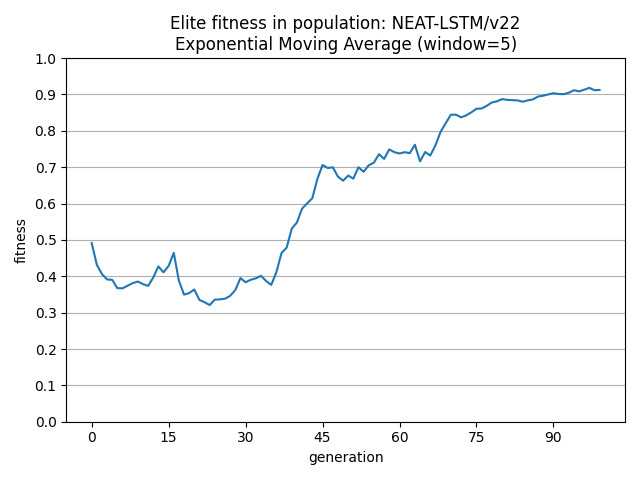 Elite fitness in population: NEAT-LSTM/v22
Exponential Moving Average (window=5)
1.0
0.9
0.8
0.7
0.6
0.5
0.4
0.3
0.2
0.1
0.0
fitness
0 15 30 45 60 75 90
generation